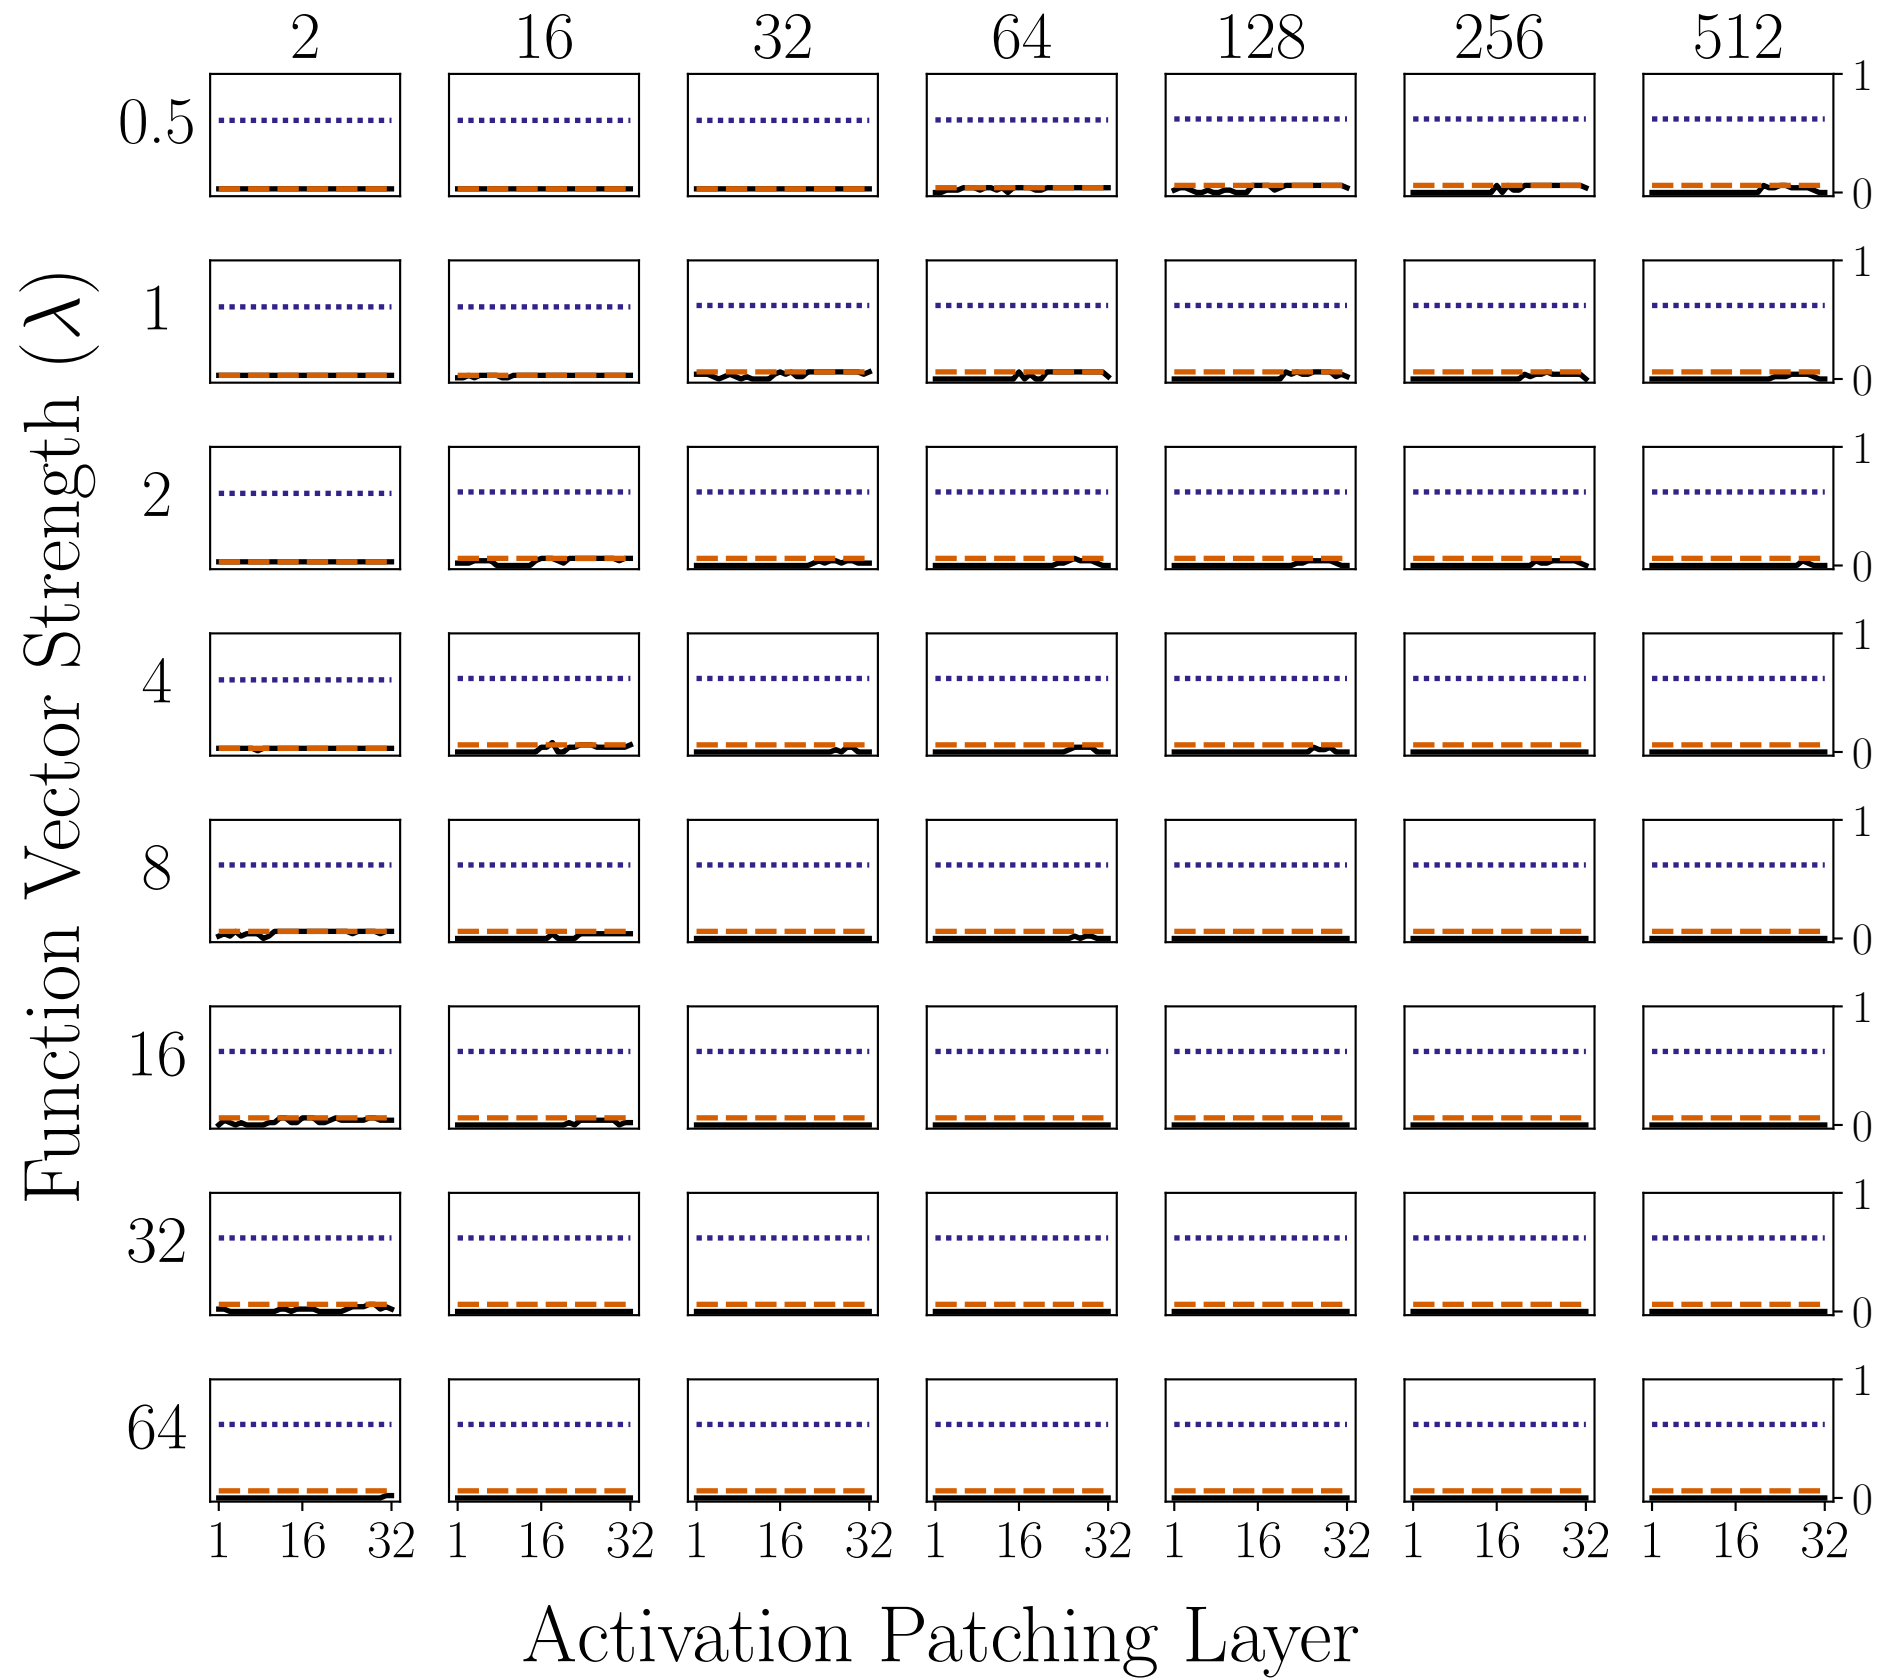 2 16 32 64 128 256 512
Function Vector Strength (λ)
0.5 1 0
1 1 0
2 1 0
4 1 0
8 1 0
16 1 0
32 1 0
64 1 0
1 16 32 1 16 32 1 16 32 1 16 32 1 16 32 1 16 32 1 16 32
Activation Patching Layer